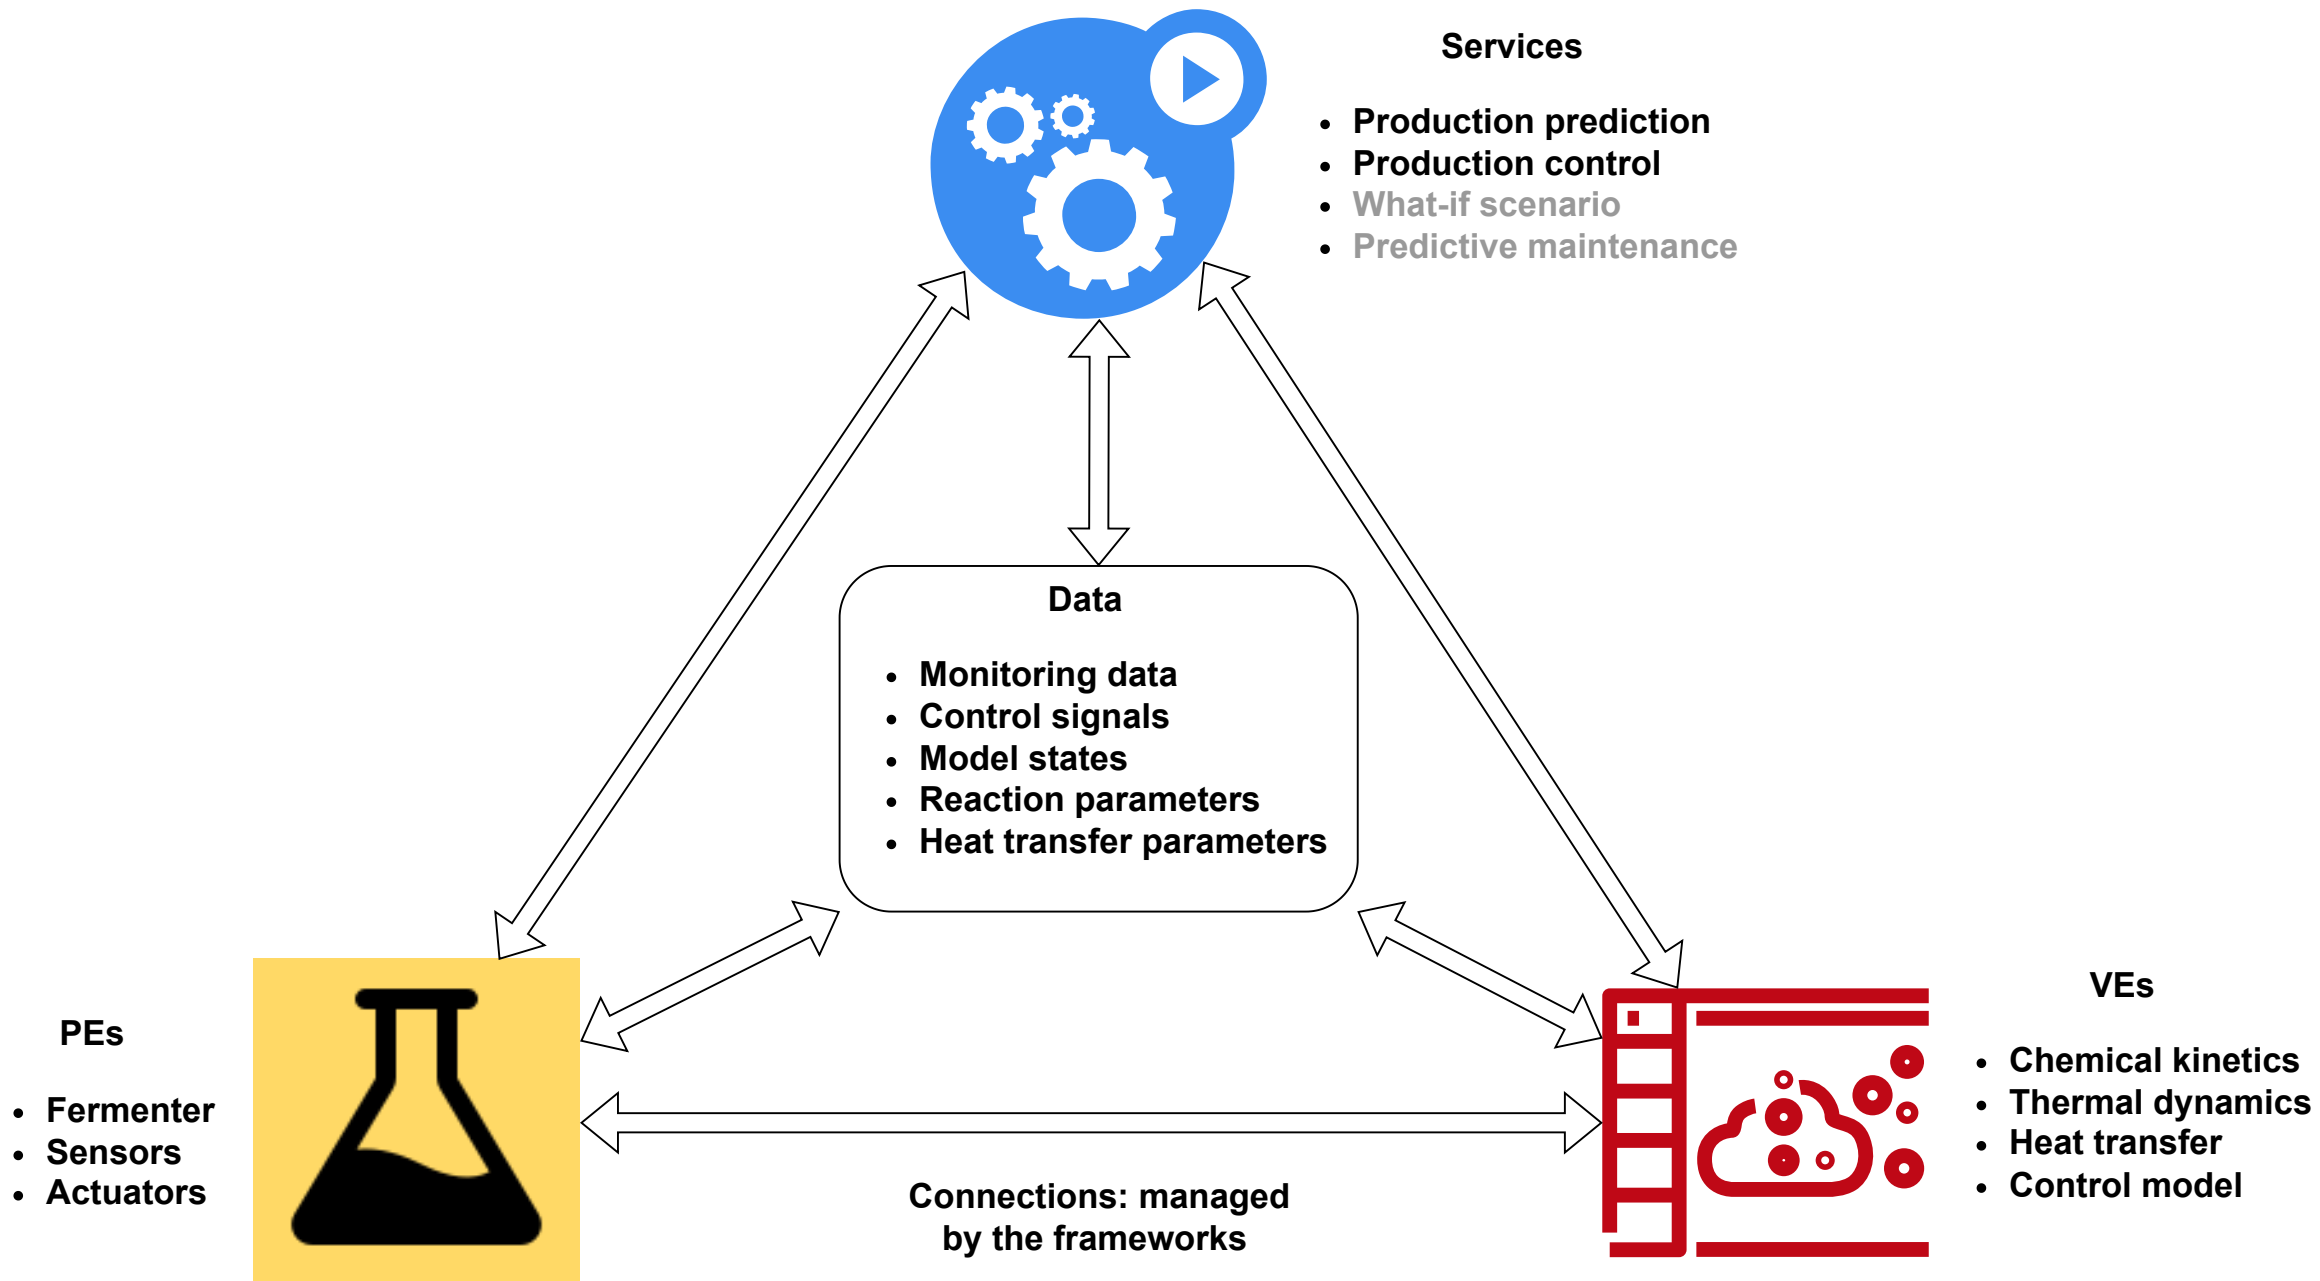 Services
Production prediction
Production control
What-if scenario
Predictive maintenance
Data
Monitoring data
Control signals
Model states
Reaction parameters
Heat transfer parameters
PEs
Fermenter
Sensors
Actuators
Connections: managed
by the frameworks
VEs
Chemical kinetics
Thermal dynamics
Heat transfer
Control model